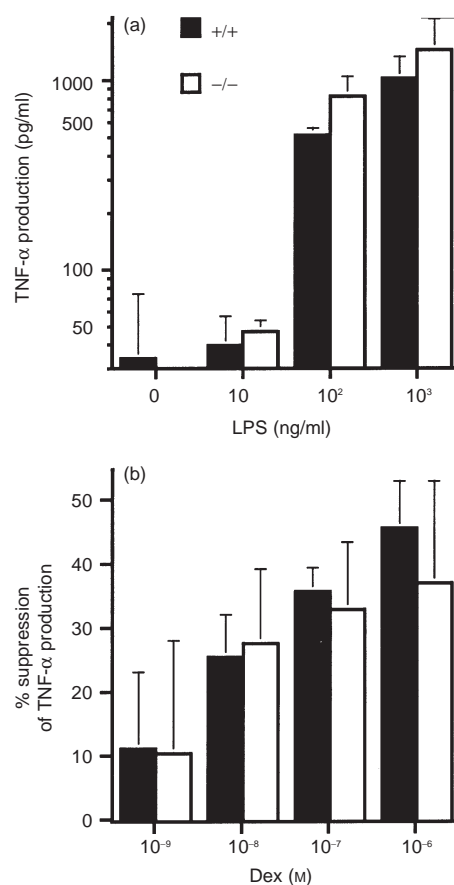 (a)
+/+
−/−
TNF-α production (pg/ml)
1000
500
100
50
0 10 10² 10³
LPS (ng/ml)
(b)
% suppression
of TNF-α production
50
40
30
20
10
0
10⁻⁹ 10⁻⁸ 10⁻⁷ 10⁻⁶
Dex (M)